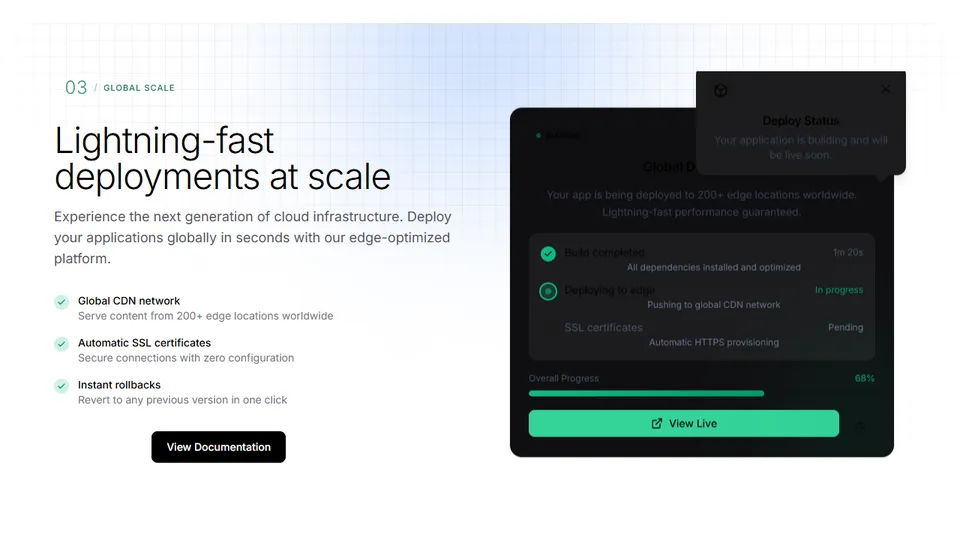 03 / GLOBAL SCALE
Lightning-fast
deployments at scale
Experience the next generation of cloud infrastructure. Deploy
your applications globally in seconds with our edge-optimized
platform.
Global CDN network
Serve content from 200+ edge locations worldwide
Automatic SSL certificates
Secure connections with zero configuration
Instant rollbacks
Revert to any previous version in one click
View Documentation
Deploy Status
Your application is building and will
be live soon.
Global D
Your app is being deployed to 200+ edge locations worldwide.
Lightning-fast performance guaranteed.
Build completed
1m 20s
All dependencies installed and optimized
Deploying to edge
In progress
Pushing to global CDN network
SSL certificates
Pending
Automatic HTTPS provisioning
Overall Progress
68%
View Live